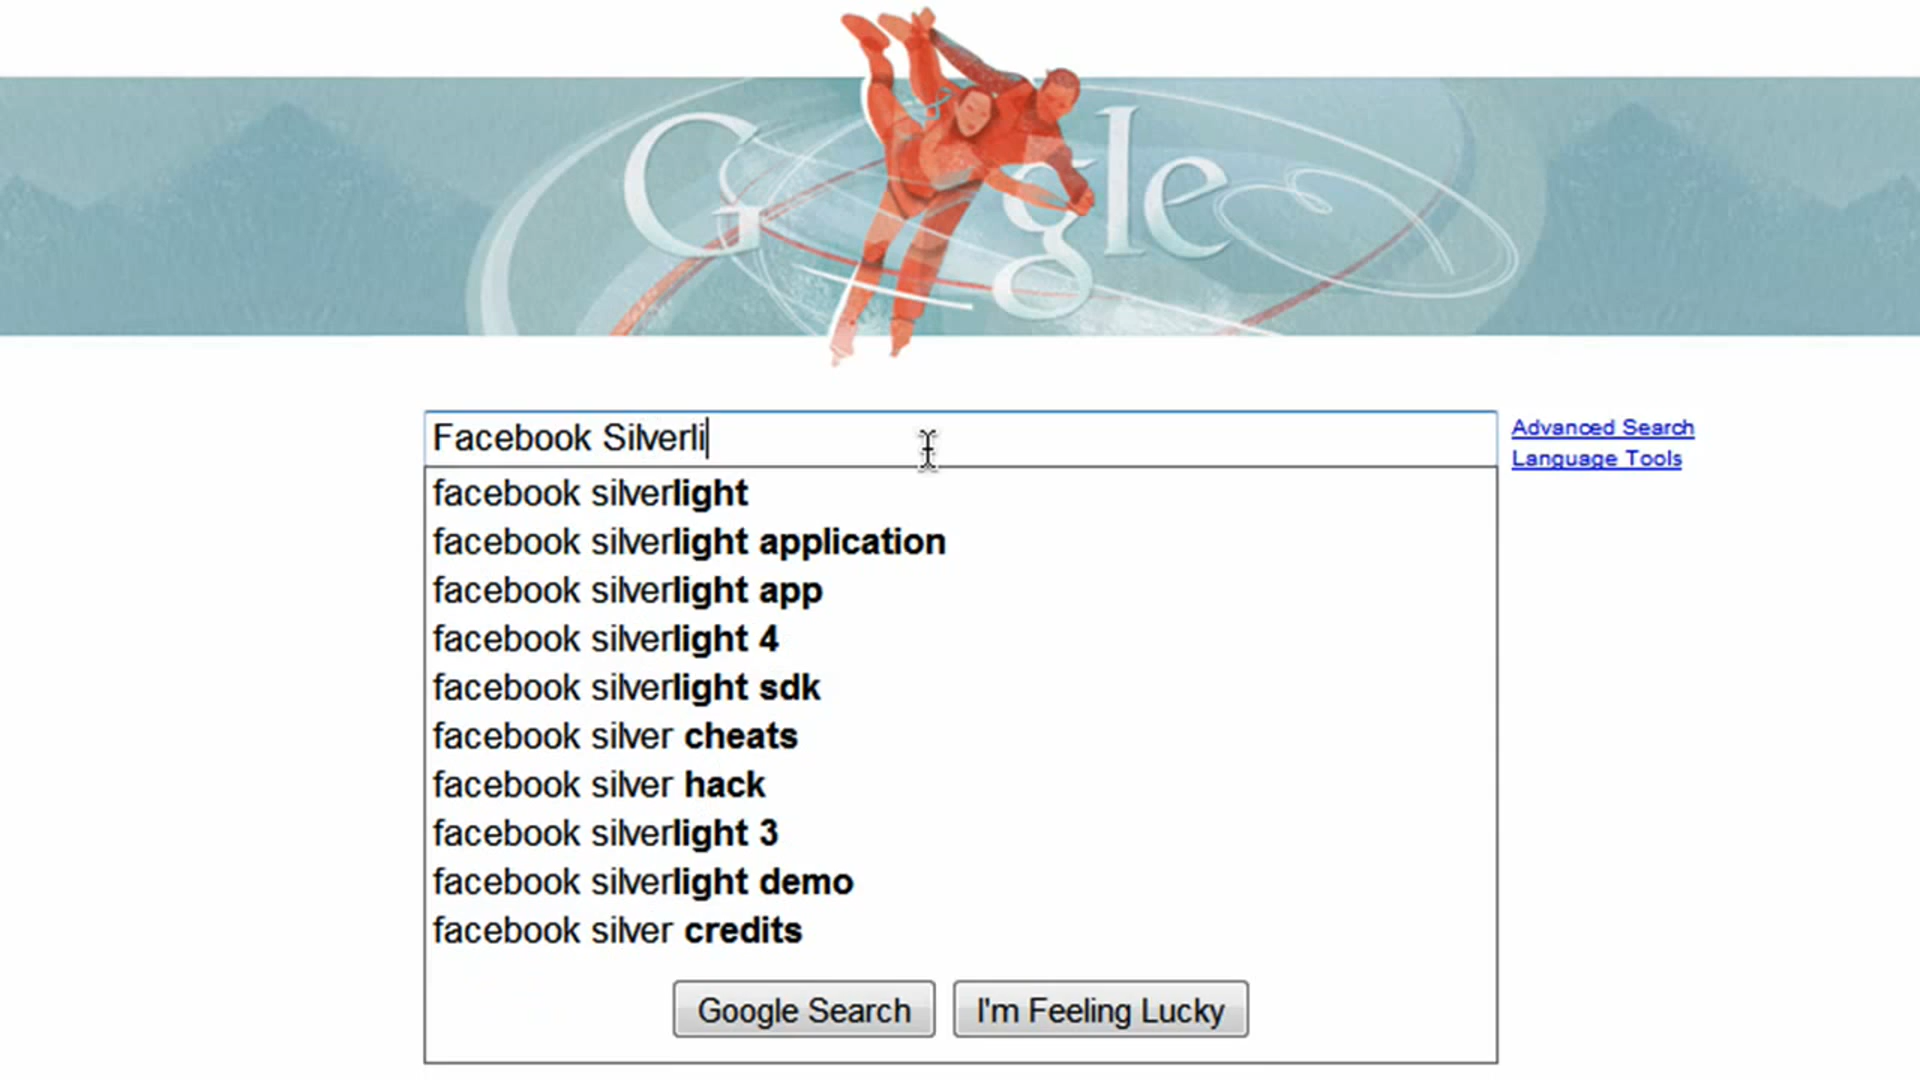 Google
Facebook Silverli
Advanced Search
Language Tools
facebook silverlight
facebook silverlight application
facebook silverlight app
facebook silverlight 4
facebook silverlight sdk
facebook silver cheats
facebook silver hack
facebook silverlight 3
facebook silverlight demo
facebook silver credits
Google Search
I'm Feeling Lucky